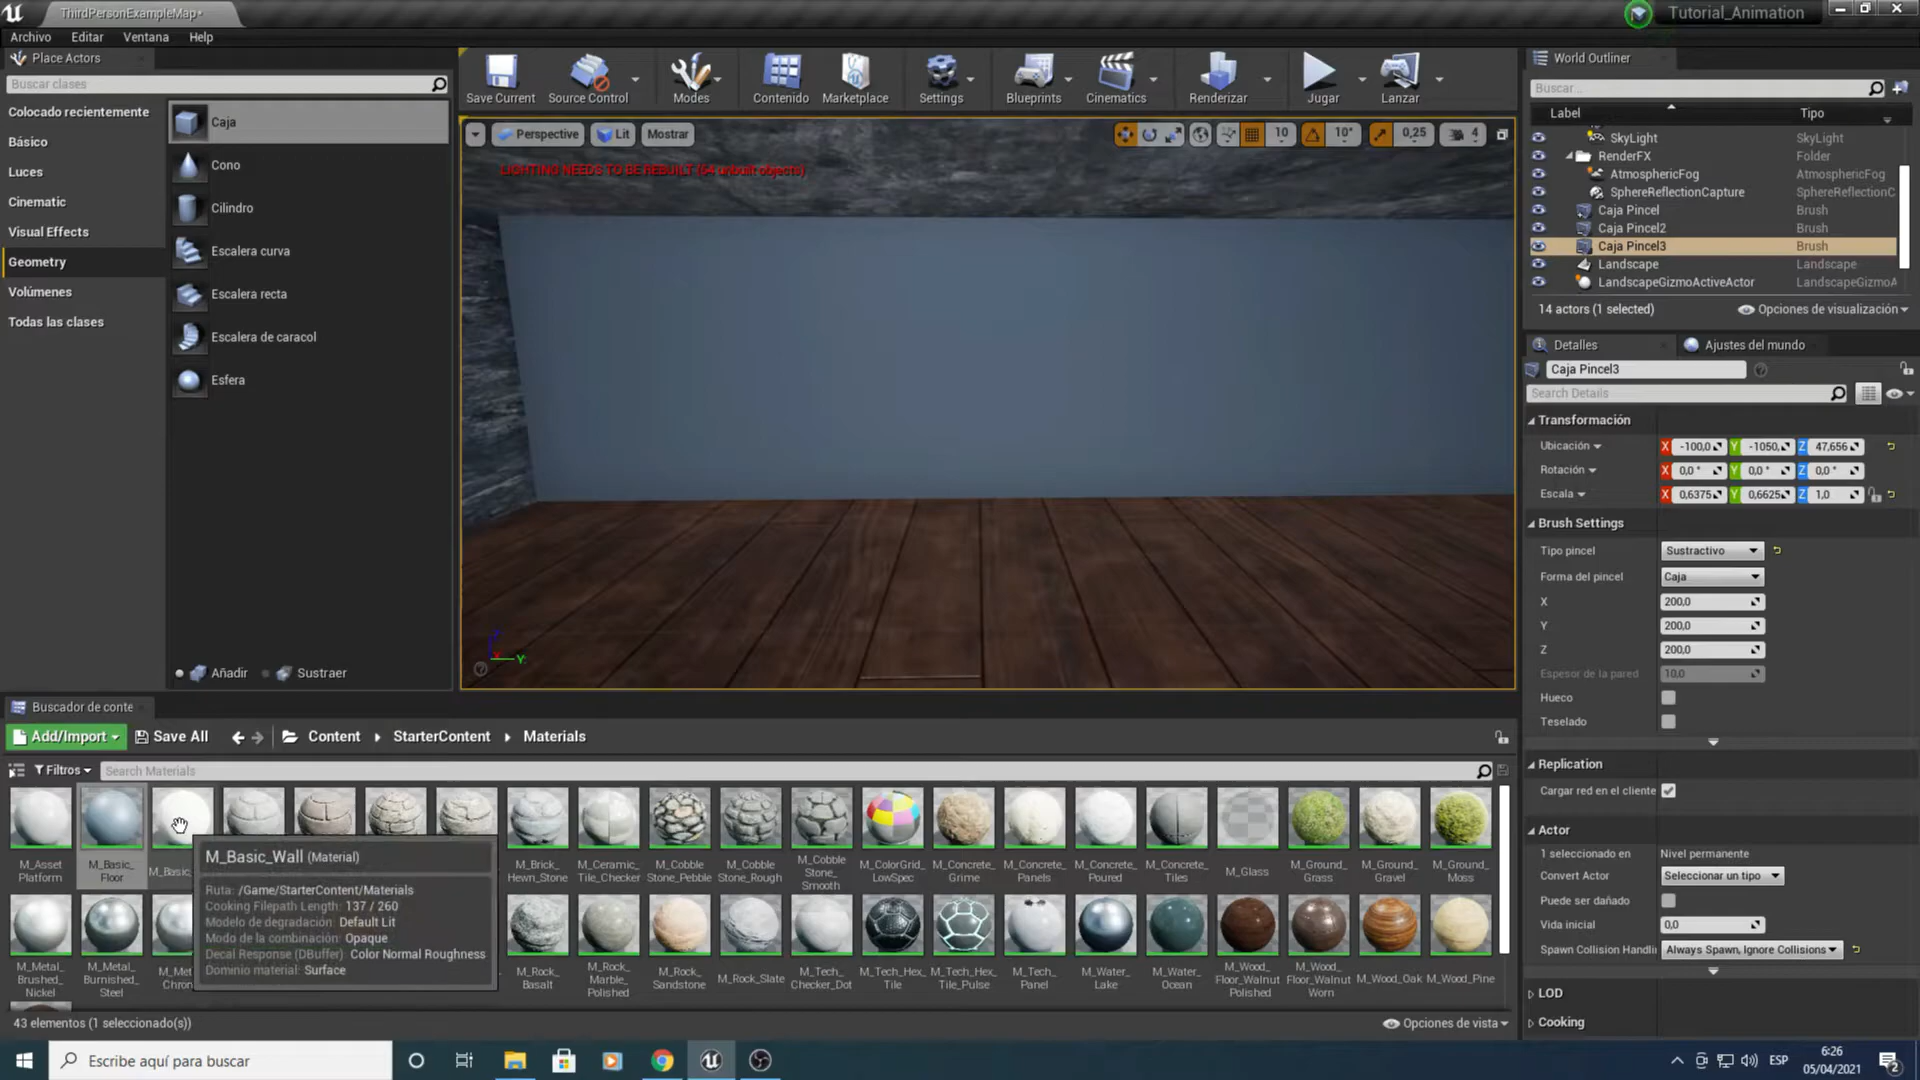 ThirdPersonExampleMap*
Tutorial_Animation
Archivo Editar Ventana Help
Place Actors
Buscar clases
Colocado recientemente
Básico
Luces
Cinematic
Visual Effects
Geometry
Volúmenes
Todas las clases
Caja
Cono
Cilindro
Escalera curva
Escalera recta
Escalera de caracol
Esfera
Añadir Sustraer
Save Current Source Control Modes Contenido Marketplace Settings Blueprints Cinematics Renderizar Jugar Lanzar
Perspective Lit Mostrar
10 10° 0,25 4
LIGHTING NEEDS TO BE REBUILT (54 unbuilt objects)
X Y
World Outliner
Buscar...
Label Tipo
SkyLight SkyLight
RenderFX Folder
AtmosphericFog AtmosphericFog
SphereReflectionCapture SphereReflectionC
Caja Pincel Brush
Caja Pincel2 Brush
Caja Pincel3 Brush
Landscape Landscape
LandscapeGizmoActiveActor LandscapeGizmoA
14 actors (1 selected) Opciones de visualización
Detalles Ajustes del mundo
Caja Pincel3
Search Details
Transformación
Ubicación X -100,0 Y -1050, Z 47,656
Rotación X 0,0 ° Y 0,0 ° Z 0,0 °
Escala X 0,6375 Y 0,6625 Z 1,0
Brush Settings
Tipo pincel Sustractivo
Forma del pincel Caja
X 200,0
Y 200,0
Z 200,0
Espesor de la pared 10,0
Hueco
Teselado
Replication
Cargar red en el cliente
Actor
1 seleccionado en Nivel permanente
Convert Actor Seleccionar un tipo
Puede ser dañado
Vida inicial 0,0
Spawn Collision Handli Always Spawn, Ignore Collisions
LOD
Cooking
Buscador de conte
Add/Import Save All Content StarterContent Materials
Filtros Search Materials
M_Asset Platform
M_Basic_ Floor
M_Basic_
M_Brick_ Hewn_Stone
M_Ceramic_ Tile_Checker
M_Cobble Stone_Pebble
M_Cobble Stone_Rough
M_Cobble Stone_ Smooth
M_ColorGrid_ LowSpec
M_Concrete_ Grime
M_Concrete_ Panels
M_Concrete_ Poured
M_Concrete_ Tiles
M_Glass
M_Ground_ Grass
M_Ground_ Gravel
M_Ground_ Moss
M_Basic_Wall (Material)
Ruta: /Game/StarterContent/Materials
Cooking Filepath Length: 137 / 260
Modelo de degradación: Default Lit
Modo de la combinación: Opaque
Decal Response (DBuffer): Color Normal Roughness
Dominio material: Surface
M_Metal_ Brushed_ Nickel
M_Metal_ Burnished_ Steel
M_Met Chron
M_Rock_ Basalt
M_Rock_ Marble_ Polished
M_Rock_ Sandstone
M_Rock_Slate
M_Tech_ Checker_Dot
M_Tech_Hex_ Tile
M_Tech_Hex_ Tile_Pulse
M_Tech_ Panel
M_Water_ Lake
M_Water_ Ocean
M_Wood_ Floor_Walnut Polished
M_Wood_ Floor_Walnut Worn
M_Wood_Oak
M_Wood_Pine
43 elementos (1 seleccionado(s)) Opciones de vista
Escribe aquí para buscar
ESP
6:26
05/04/2021
2